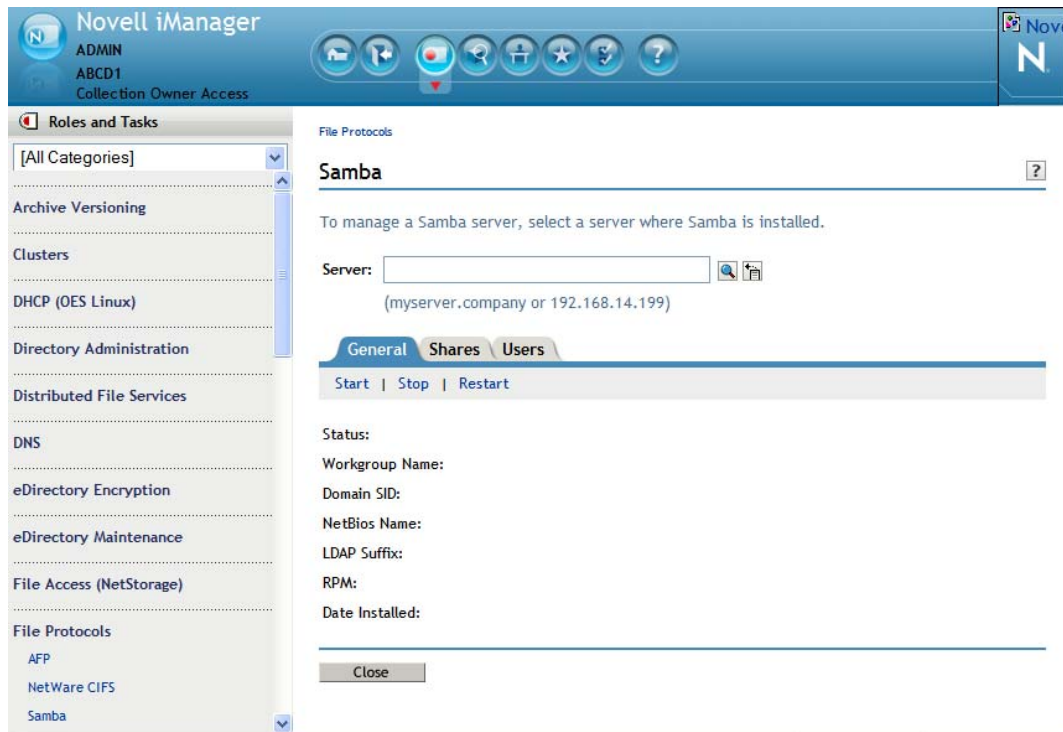 Novell iManager
ADMIN
ABCD1
Collection Owner Access
Nove
N
Roles and Tasks
[All Categories]
Archive Versioning
Clusters
DHCP (OES Linux)
Directory Administration
Distributed File Services
DNS
eDirectory Encryption
eDirectory Maintenance
File Access (NetStorage)
File Protocols
AFP
NetWare CIFS
Samba
File Protocols
Samba
?
To manage a Samba server, select a server where Samba is installed.
Server:
(myserver.company or 192.168.14.199)
General Shares Users
Start | Stop | Restart
Status:
Workgroup Name:
Domain SID:
NetBios Name:
LDAP Suffix:
RPM:
Date Installed:
Close